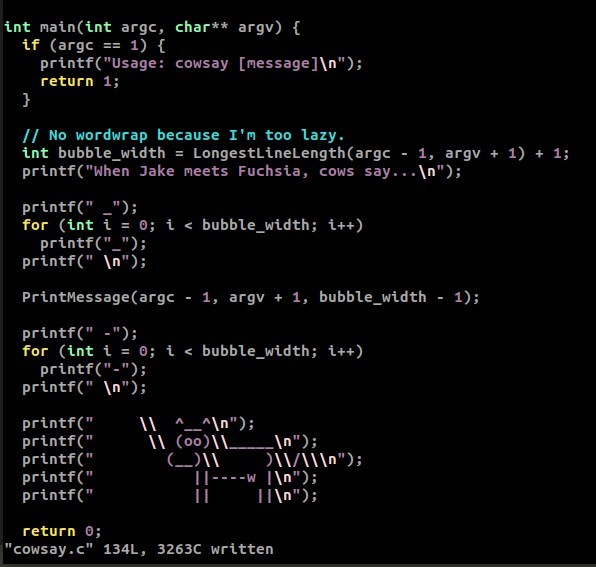 int main(int argc, char** argv) {
  if (argc == 1) {
    printf("Usage: cowsay [message]\n");
    return 1;
  }

  // No wordwrap because I'm too lazy.
  int bubble_width = LongestLineLength(argc - 1, argv + 1) + 1;
  printf("When Jake meets Fuchsia, cows say...\n");

  printf(" _");
  for (int i = 0; i < bubble_width; i++)
    printf("_");
  printf(" \n");

  PrintMessage(argc - 1, argv + 1, bubble_width - 1);

  printf(" -");
  for (int i = 0; i < bubble_width; i++)
    printf("-");
  printf(" \n");

  printf("     \\  ^__^\n");
  printf("      \\ (oo)\\_____\n");
  printf("        (__)\\     )\\/\\\n");
  printf("           ||----w |\n");
  printf("           ||     ||\n");

  return 0;
"cowsay.c" 134L, 3263C written